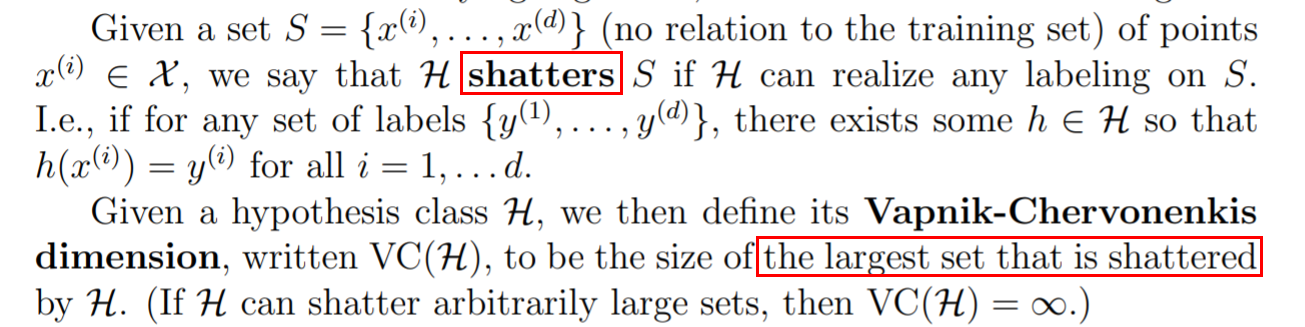 Given a set S = {x^(i), . . . , x^(d)} (no relation to the training set) of points
x^(i) ∈ 𝒳, we say that ℋ shatters S if ℋ can realize any labeling on S.
I.e., if for any set of labels {y^(1), . . . , y^(d)}, there exists some h ∈ ℋ so that
h(x^(i)) = y^(i) for all i = 1, . . . d.
Given a hypothesis class ℋ, we then define its Vapnik-Chervonenkis
dimension, written VC(ℋ), to be the size of the largest set that is shattered
by ℋ. (If ℋ can shatter arbitrarily large sets, then VC(ℋ) = ∞.)